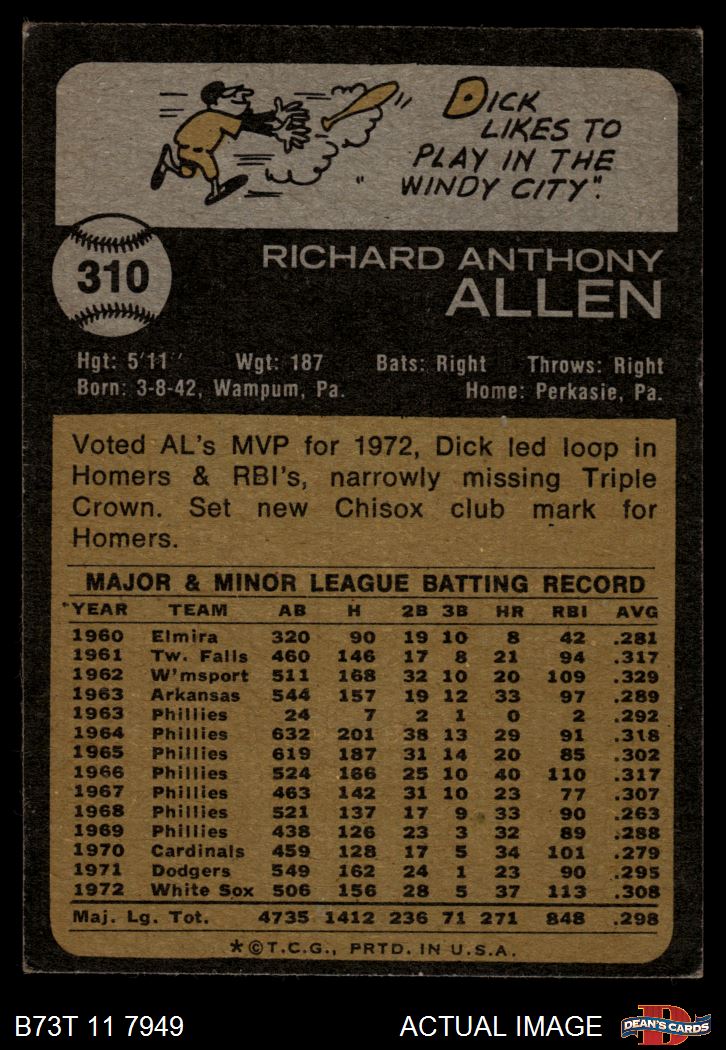 DICK
LIKES TO
PLAY IN THE
"WINDY CITY".
310
RICHARD ANTHONY
ALLEN
Hgt: 5'11" Wgt: 187 Bats: Right Throws: Right
Born: 3-8-42, Wampum, Pa. Home: Perkasie, Pa.
Voted AL's MVP for 1972, Dick led loop in
Homers & RBI's, narrowly missing Triple
Crown. Set new Chisox club mark for
Homers.
MAJOR & MINOR LEAGUE BATTING RECORD
YEAR TEAM AB H 2B 3B HR RBI AVG
1960 Elmira 320 90 19 10 8 42 .281
1961 Tw. Falls 460 146 17 8 21 94 .317
1962 W'msport 511 168 32 10 20 109 .329
1963 Arkansas 544 157 19 12 33 97 .289
1963 Phillies 24 7 2 1 0 2 .292
1964 Phillies 632 201 38 13 29 91 .318
1965 Phillies 619 187 31 14 20 85 .302
1966 Phillies 524 166 25 10 40 110 .317
1967 Phillies 463 142 31 10 23 77 .307
1968 Phillies 521 137 17 9 33 90 .263
1969 Phillies 438 126 23 3 32 89 .288
1970 Cardinals 459 128 17 5 34 101 .279
1971 Dodgers 549 162 24 1 23 90 .295
1972 White Sox 506 156 28 5 37 113 .308
Maj. Lg. Tot. 4735 1412 236 71 271 848 .298
*©T.C.G., PRTD. IN U.S.A.
B73T 11 7949 ACTUAL IMAGE D DEAN'S CARDS